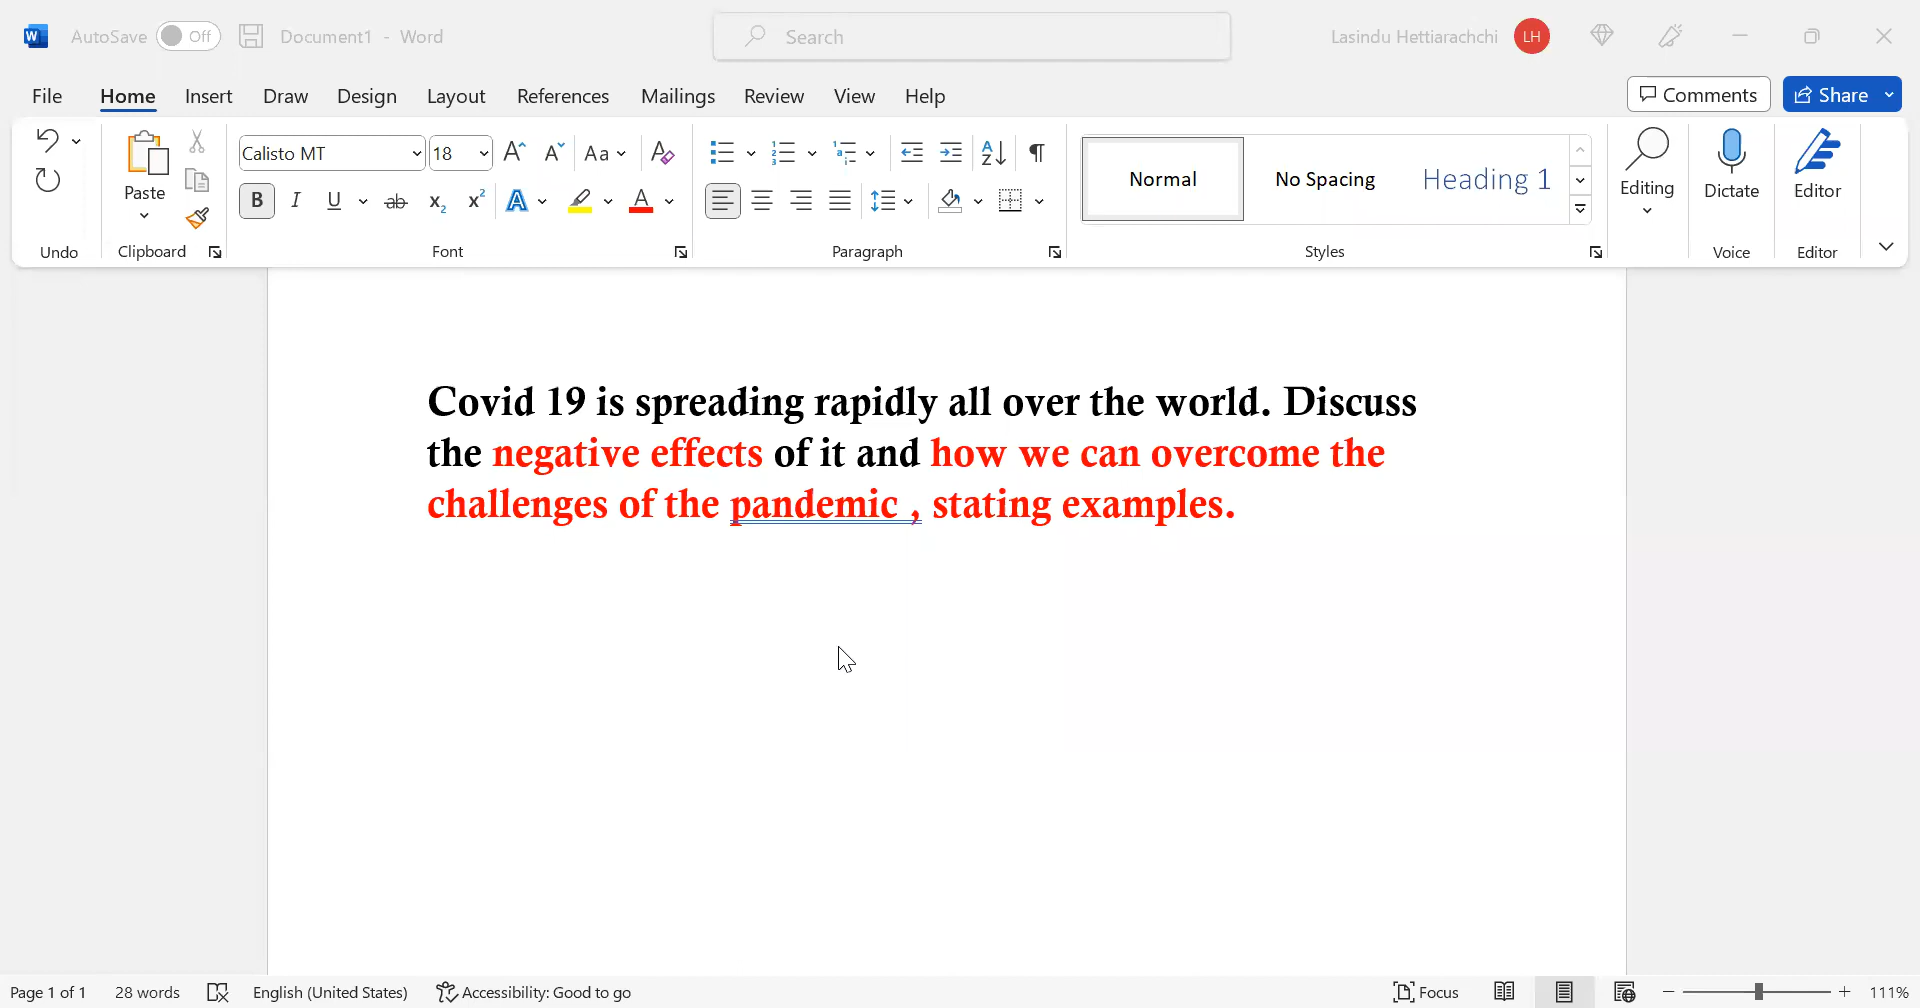 AutoSave Off Document1 - Word Search Lasindu Hettiarachchi LH
File Home Insert Draw Design Layout References Mailings Review View Help Comments Share
Calisto MT 18 Aa
Paste
B I U ab x2 x2 A A
Normal No Spacing Heading 1
Editing Dictate Editor
Undo Clipboard Font Paragraph Styles Voice Editor
Covid 19 is spreading rapidly all over the world. Discuss
the negative effects of it and how we can overcome the
challenges of the pandemic , stating examples.
Page 1 of 1 28 words English (United States) Accessibility: Good to go Focus 111%